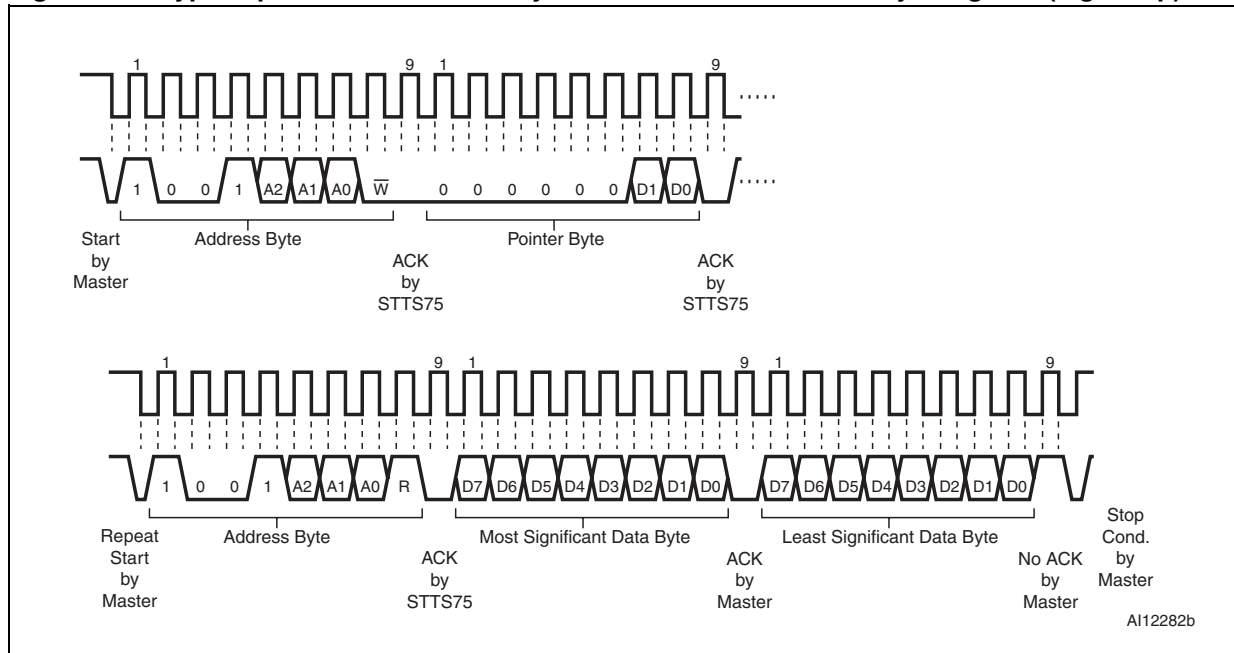 1 9 1 9
1 0 0 1 A2 A1 A0 W 0 0 0 0 0 0 D1 D0
Start
by
Master
Address Byte
Pointer Byte
ACK
by
STTS75
ACK
by
STTS75
1 9 1 9 1 9
1 0 0 1 A2 A1 A0 R D7 D6 D5 D4 D3 D2 D1 D0 D7 D6 D5 D4 D3 D2 D1 D0
Repeat
Start
by
Master
Address Byte
ACK
by
STTS75
Most Significant Data Byte
ACK
by
Master
Least Significant Data Byte
No ACK
by
Master
Stop
Cond.
by
Master
AI12282b